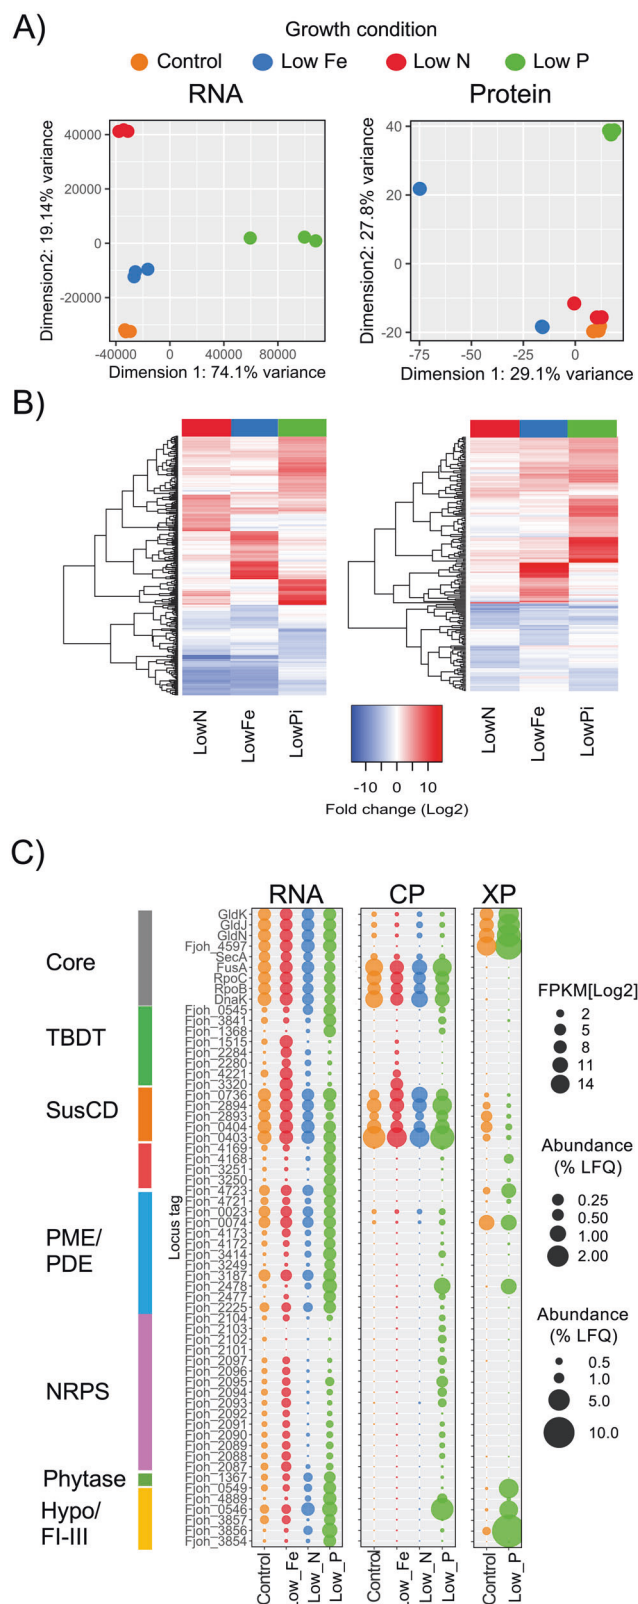 A)
Growth condition
Control Low Fe Low N Low P
RNA Protein
Dimension2: 19.14% variance
40000
20000
0
-20000
-40000 0 40000 80000
Dimension 1: 74.1% variance
Dimension2: 27.8% variance
40
20
0
-20
-75 -50 -25 0
Dimension 1: 29.1% variance
B)
LowN LowFe LowPi
-10 0 10
Fold change (Log2)
LowN LowFe LowPi
C)
RNA CP XP
Core
TBDT
SusCD
PME/
PDE
NRPS
Phytase
Hypo/
FI-III
Locus tag
GldK
GldJ
GldN
Fjoh_4597
SecA
FusA
RpoC
RpoB
DnaK
Fjoh_0545
Fjoh_3841
Fjoh_1368
Fjoh_1515
Fjoh_2284
Fjoh_2280
Fjoh_4221
Fjoh_3320
Fjoh_0736
Fjoh_2894
Fjoh_2893
Fjoh_0404
Fjoh_0403
Fjoh_4169
Fjoh_4168
Fjoh_3251
Fjoh_3250
Fjoh_4723
Fjoh_4721
Fjoh_0023
Fjoh_0074
Fjoh_4173
Fjoh_4172
Fjoh_3414
Fjoh_3249
Fjoh_3187
Fjoh_2478
Fjoh_2477
Fjoh_2225
Fjoh_2104
Fjoh_2103
Fjoh_2102
Fjoh_2101
Fjoh_2097
Fjoh_2096
Fjoh_2095
Fjoh_2094
Fjoh_2093
Fjoh_2092
Fjoh_2091
Fjoh_2090
Fjoh_2089
Fjoh_2088
Fjoh_2087
Fjoh_1367
Fjoh_0549
Fjoh_4889
Fjoh_0546
Fjoh_3857
Fjoh_3856
Fjoh_3854
Control Low_Fe Low_N Low_P
Control Low_Fe Low_N Low_P
Control Low_P
FPKM[Log2]
2
5
8
11
14
Abundance
(% LFQ)
0.25
0.50
1.00
2.00
Abundance
(% LFQ)
0.5
1.0
5.0
10.0